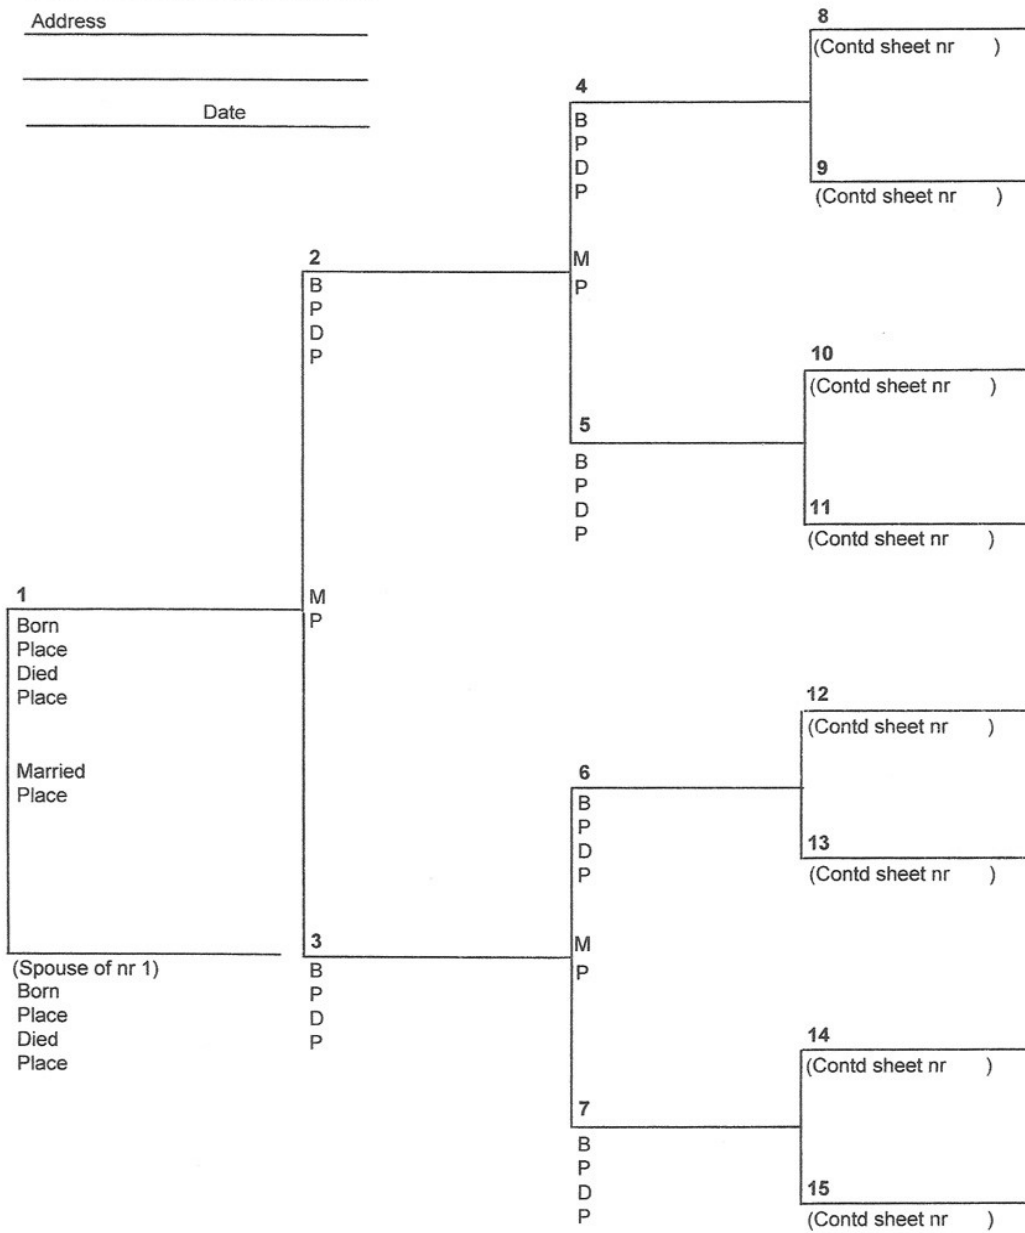 Address
Date
8
(Contd sheet nr )
4
B
P
D
P
9
(Contd sheet nr )
2
B
P
D
P
M
P
10
(Contd sheet nr )
5
B
P
D
P
11
(Contd sheet nr )
1
Born
Place
Died
Place
Married
Place
M
P
12
(Contd sheet nr )
6
B
P
D
P
13
(Contd sheet nr )
(Spouse of nr 1)
Born
Place
Died
Place
3
B
P
D
P
M
P
14
(Contd sheet nr )
7
B
P
D
P
15
(Contd sheet nr )